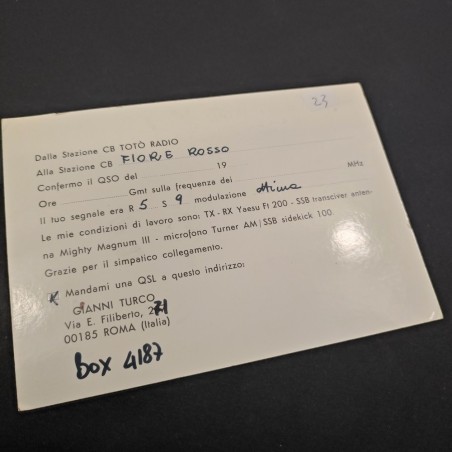 23
Dalla Stazione CB TOTÒ RADIO
Alla Stazione CB FIORE ROSSO
Confermo il QSO del 19
Ore Gmt sulla frequenza dei MHz
Il tuo segnale era R 5 S 9 modulazione ottima
Le mie condizioni di lavoro sono: TX - RX Yaesu Ft 200 - SSB transciver anten-
na Mighty Magnum III - microfono Turner AM/SSB sidekick 100.
Grazie per il simpatico collegamento.
Mandami una QSL a questo indirizzo:
GIANNI TURCO
Via E. Filiberto, 271
00185 ROMA (Italia)
Box 4187